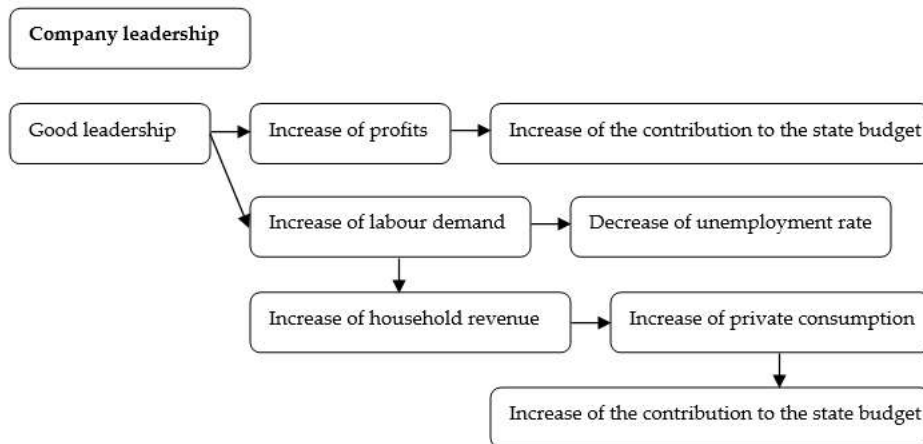 Company leadership
Good leadership
Increase of profits
Increase of the contribution to the state budget
Increase of labour demand
Decrease of unemployment rate
Increase of household revenue
Increase of private consumption
Increase of the contribution to the state budget